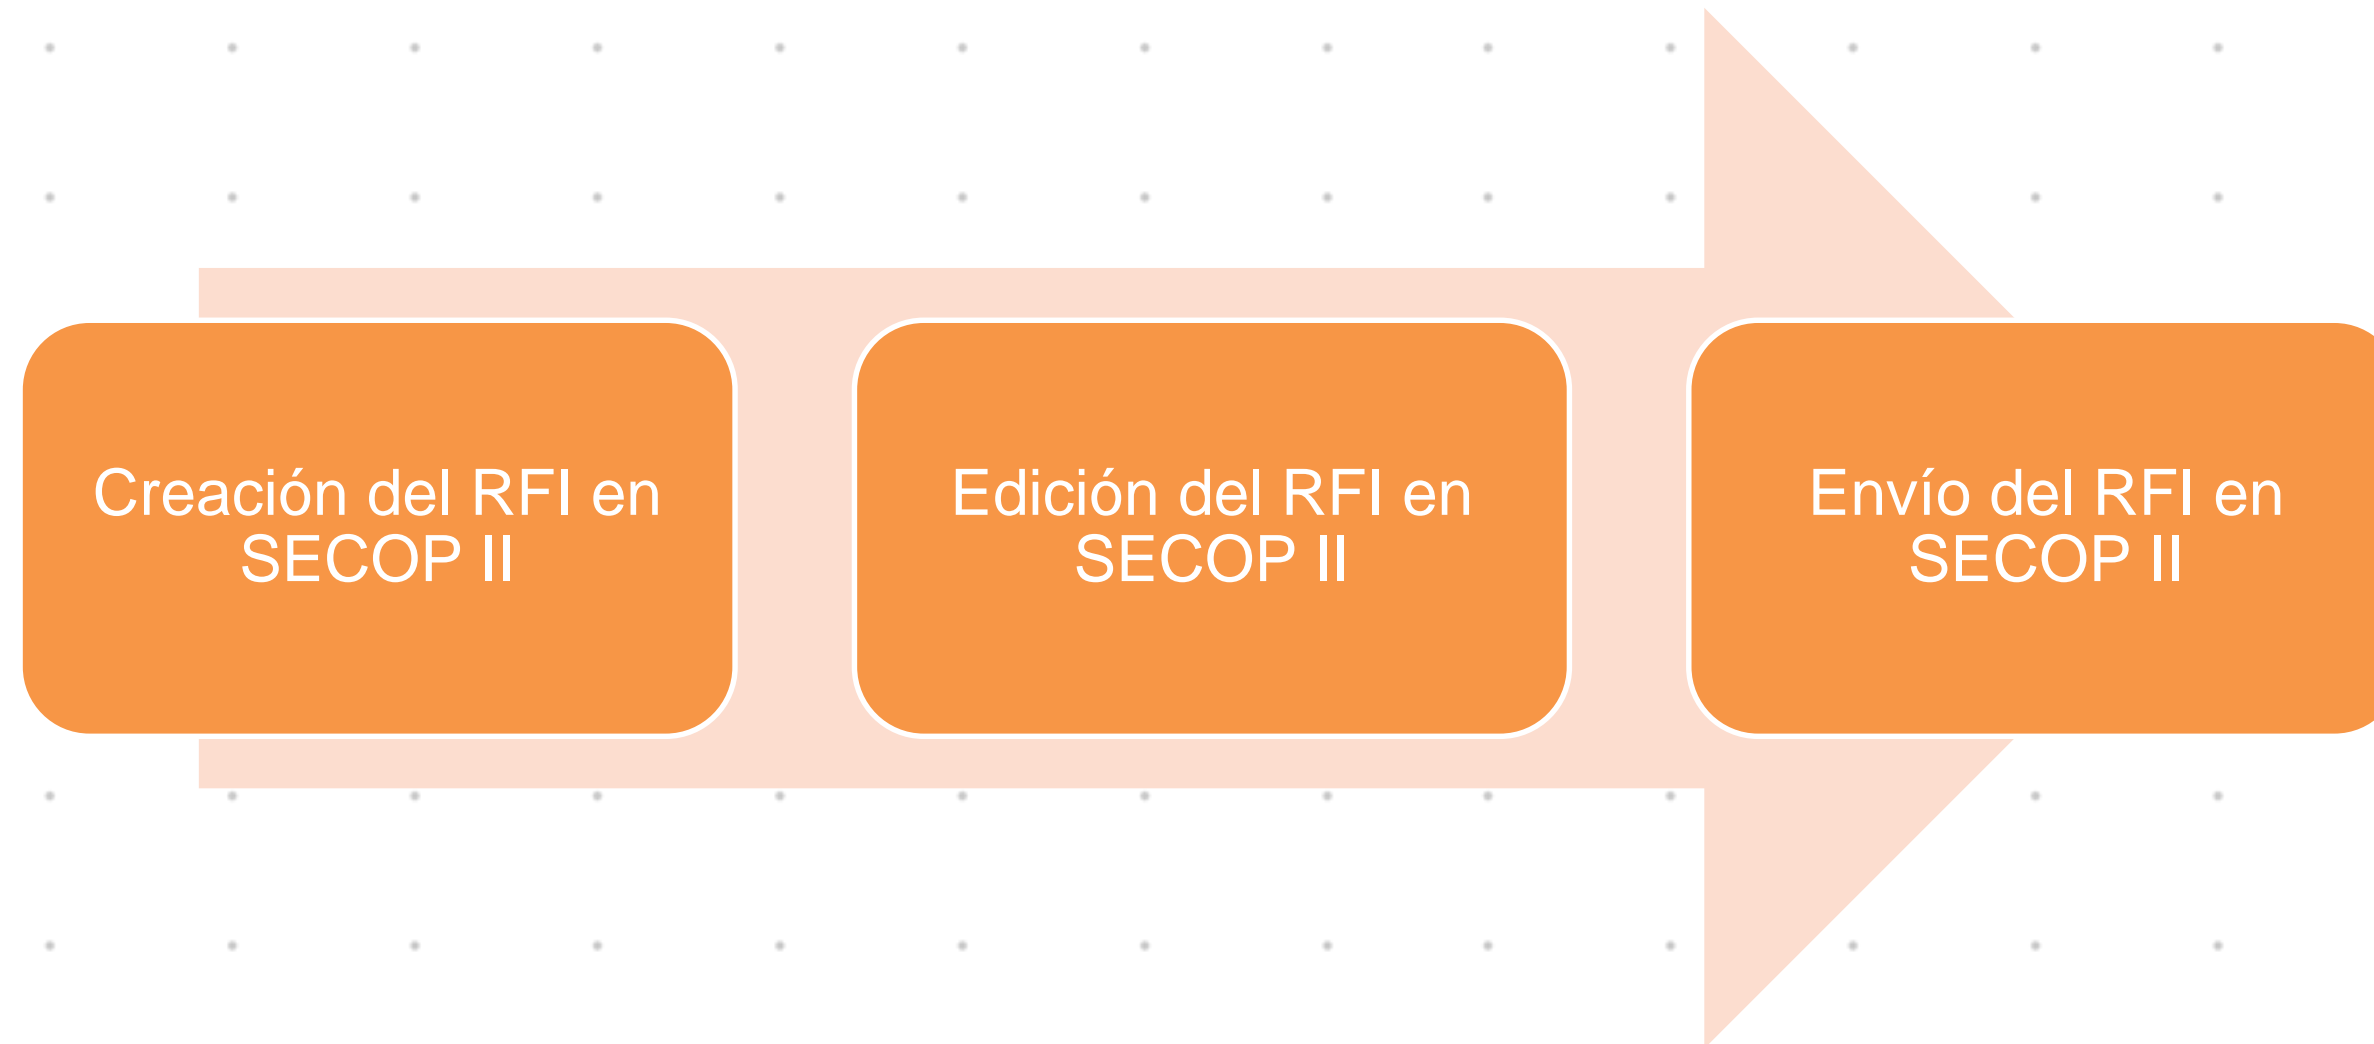 Creación del RFI en
SECOP II
Edición del RFI en
SECOP II
Envío del RFI en
SECOP II